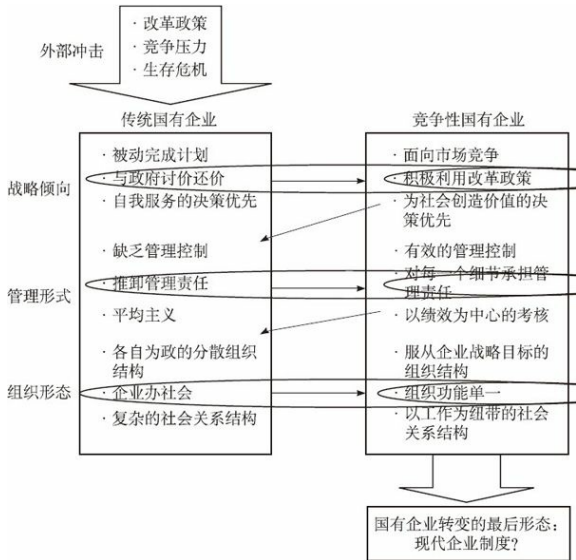 · 改革政策
外部冲击
· 竞争压力
· 生存危机
传统国有企业
竞争性国有企业
· 被动完成计划
· 面向市场竞争
战略倾向
· 与政府讨价还价
· 积极利用改革政策
· 自我服务的决策优先
· 为社会创造价值的决
策优先
· 缺乏管理控制
· 有效的管理控制
管理形式
· 推卸管理责任
· 对每一个细节承担管
理责任
· 平均主义
· 以绩效为中心的考核
· 各自为政的分散组织
结构
· 服从企业战略目标的
组织结构
组织形态
· 企业办社会
· 组织功能单一
· 复杂的社会关系结构
· 以工作为纽带的社会
关系结构
国有企业转变的最后形态：
现代企业制度？